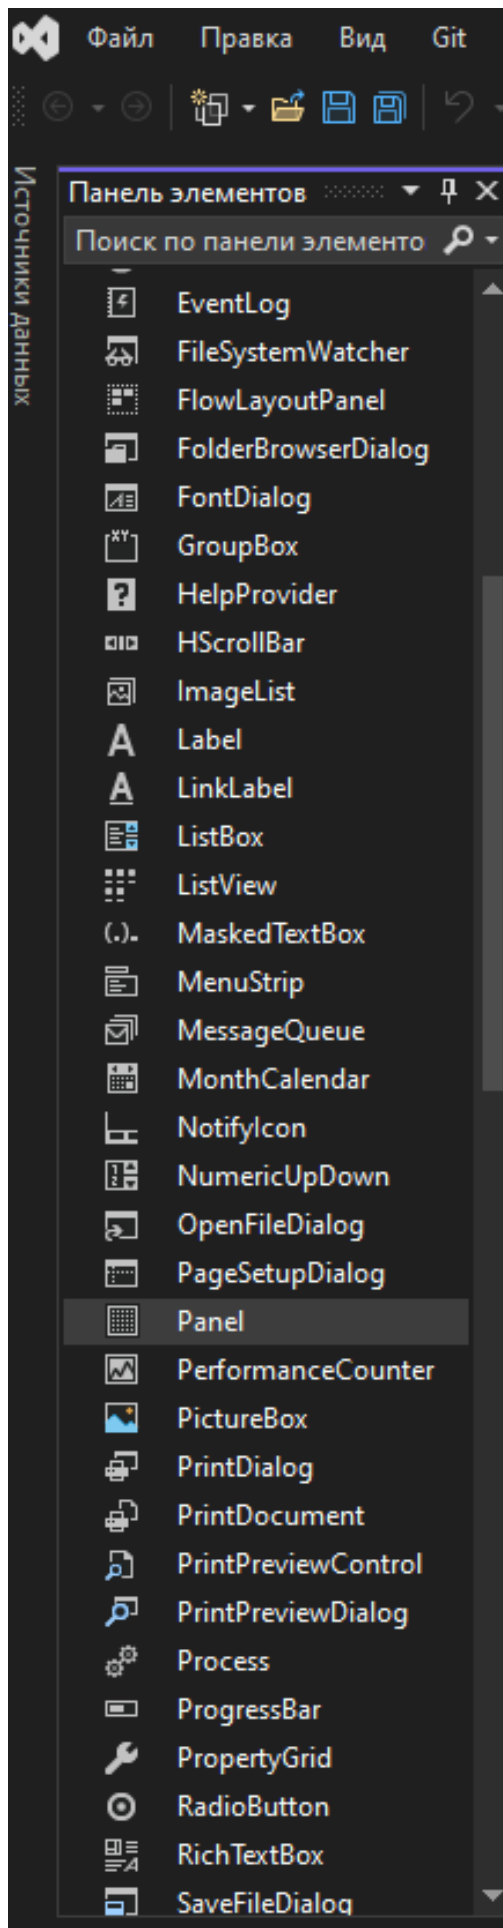 Файл Правка Вид Git
Источники данных
Панель элементов
Поиск по панели элементо
EventLog
FileSystemWatcher
FlowLayoutPanel
FolderBrowserDialog
FontDialog
GroupBox
HelpProvider
HScrollBar
ImageList
Label
LinkLabel
ListBox
ListView
MaskedTextBox
MenuStrip
MessageQueue
MonthCalendar
NotifyIcon
NumericUpDown
OpenFileDialog
PageSetupDialog
Panel
PerformanceCounter
PictureBox
PrintDialog
PrintDocument
PrintPreviewControl
PrintPreviewDialog
Process
ProgressBar
PropertyGrid
RadioButton
RichTextBox
SaveFileDialog